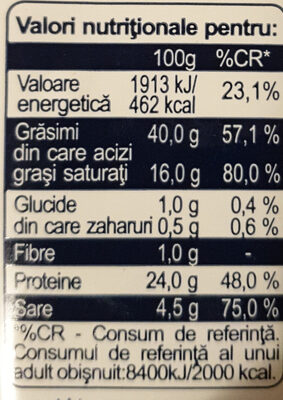 Valori nutriţionale pentru:
100g %CR*
Valoare energetică 1913 kJ/ 462 kcal 23,1%
Grăsimi 40,0 g 57,1 %
din care acizi
graşi saturaţi 16,0 g 80,0 %
Glucide 1,0 g 0,4 %
din care zaharuri 0,5 g 0,6 %
Fibre 1,0 g -
Proteine 24,0 g 48,0 %
Sare 4,5 g 75,0 %
*%CR - Consum de referinţă.
Consumul de referinţă al unui
adult obişnuit:8400kJ/2000 kcal.